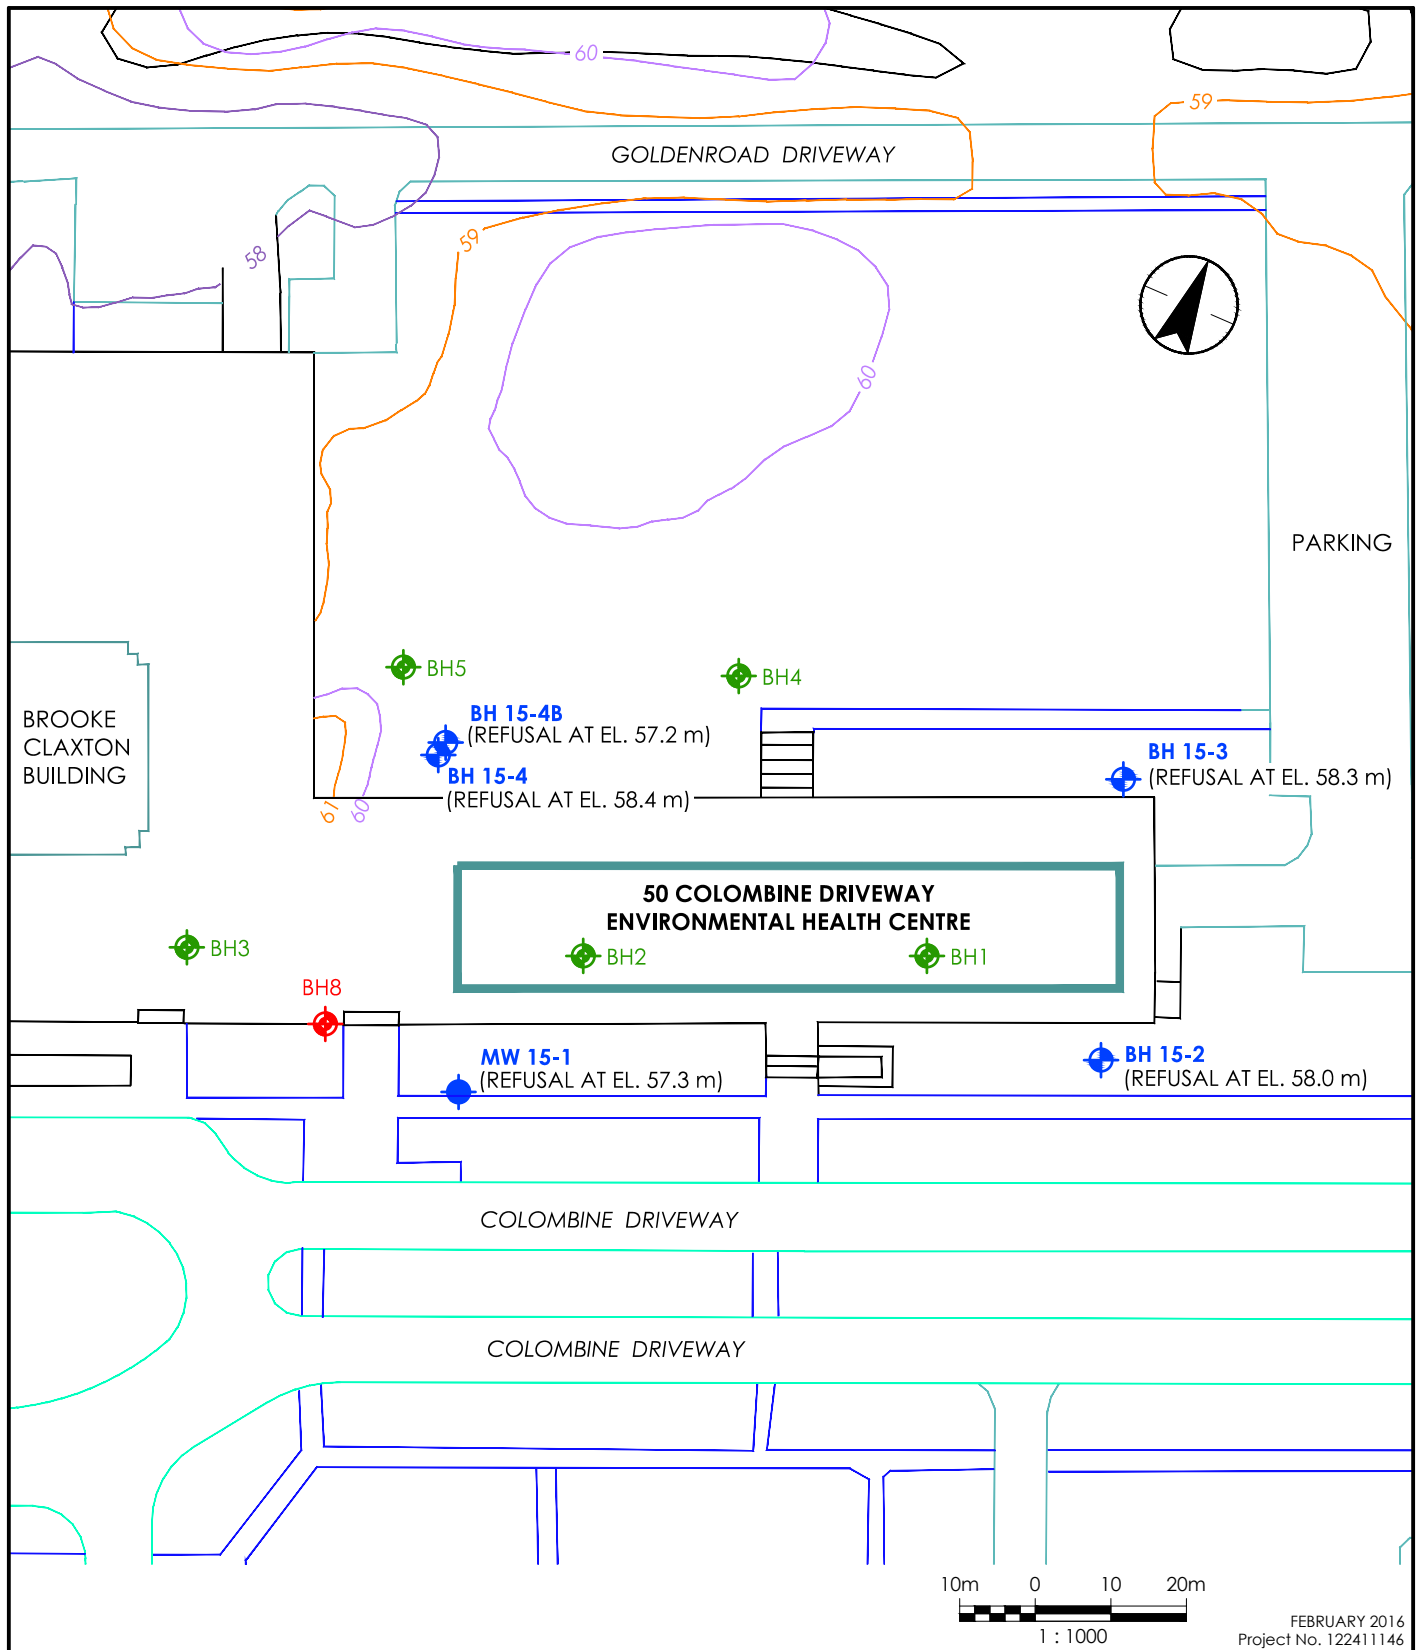 60
59
GOLDENROAD DRIVEWAY
59
58
60
PARKING
BH5
BH4
BROOKE
CLAXTON
BUILDING
BH 15-4B
(REFUSAL AT EL. 57.2 m)
BH 15-4
(REFUSAL AT EL. 58.4 m)
BH 15-3
(REFUSAL AT EL. 58.3 m)
61
60
50 COLOMBINE DRIVEWAY
ENVIRONMENTAL HEALTH CENTRE
BH3
BH2
BH1
BH8
MW 15-1
(REFUSAL AT EL. 57.3 m)
BH 15-2
(REFUSAL AT EL. 58.0 m)
COLOMBINE DRIVEWAY
COLOMBINE DRIVEWAY
10m 0 10 20m
1 : 1000
FEBRUARY 2016
Project No. 122411146